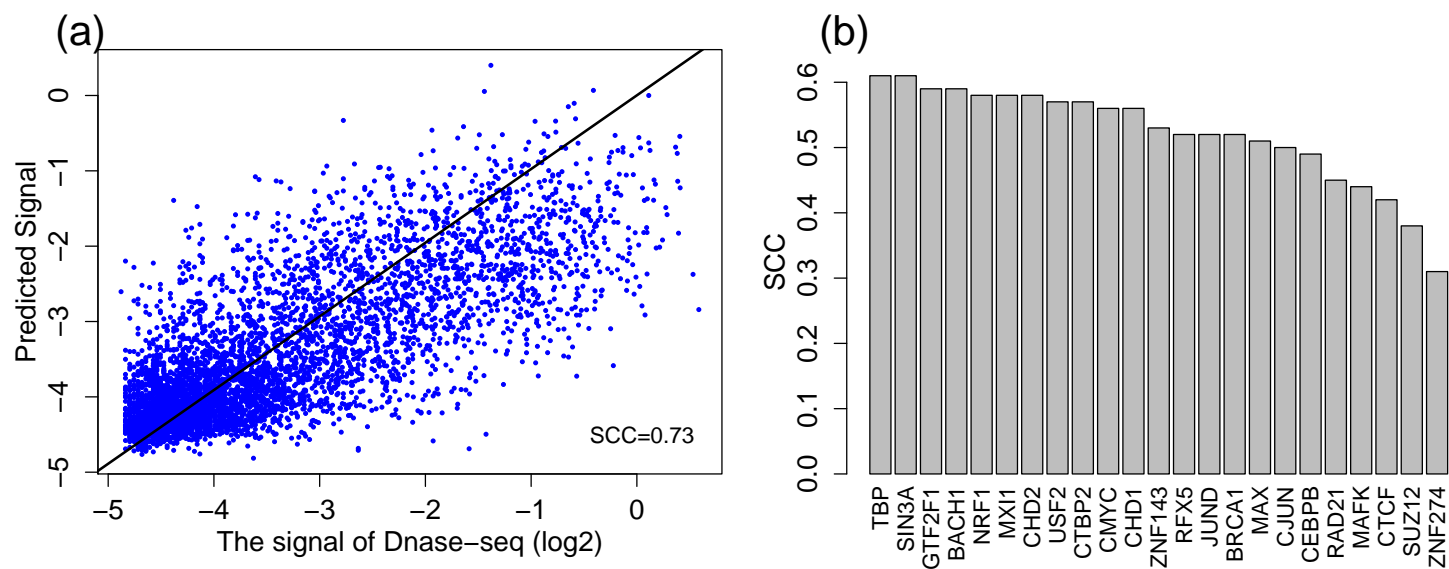 (a)
Predicted Signal
0
−1
−2
−3
−4
−5
−5 −4 −3 −2 −1 0
SCC=0.73
The signal of Dnase−seq (log2)
(b)
SCC
0.6
0.5
0.4
0.3
0.2
0.1
0.0
TBP
SIN3A
GTF2F1
BACH1
NRF1
MXI1
CHD2
USF2
CTBP2
CMYC
CHD1
ZNF143
RFX5
JUND
BRCA1
MAX
CJUN
CEBPB
RAD21
MAFK
CTCF
SUZ12
ZNF274